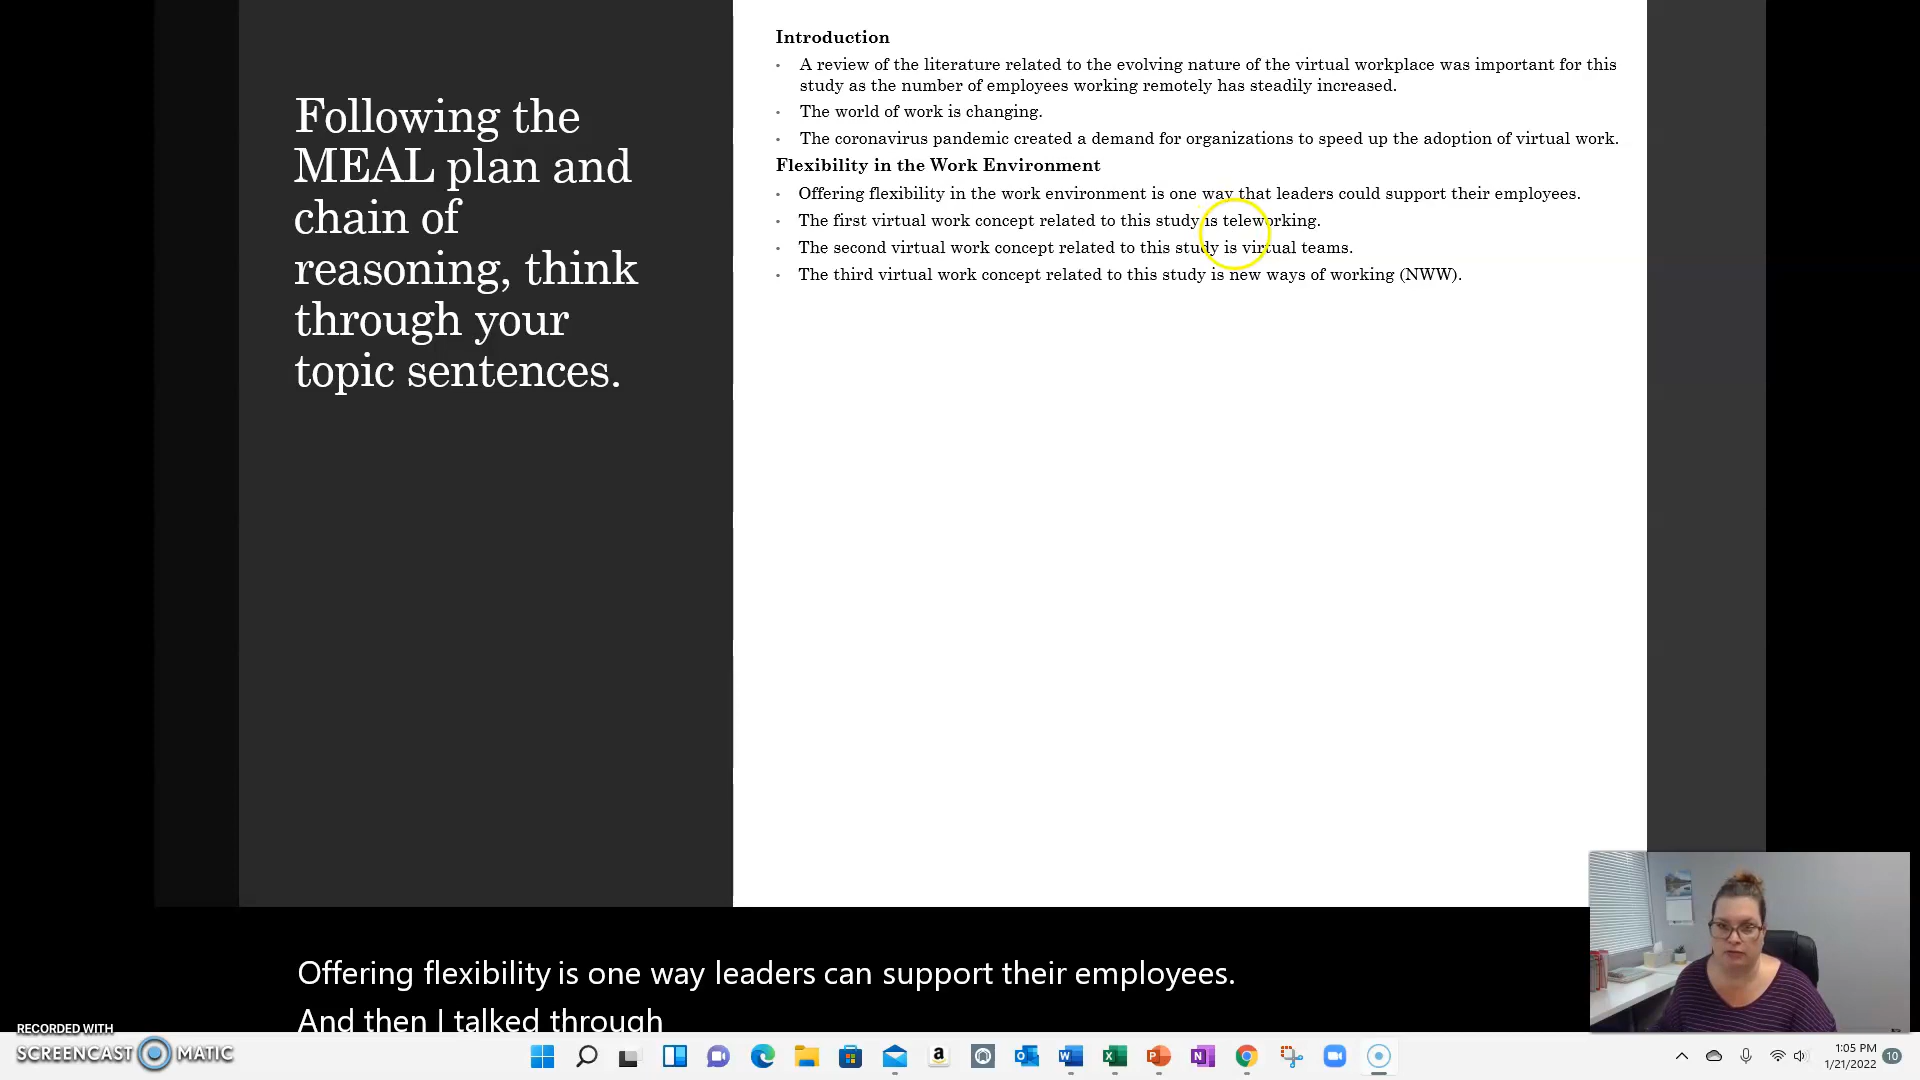 Following the
MEAL plan and
chain of
reasoning, think
through your
topic sentences.
Introduction
• A review of the literature related to the evolving nature of the virtual workplace was important for this
study as the number of employees working remotely has steadily increased.
• The world of work is changing.
• The coronavirus pandemic created a demand for organizations to speed up the adoption of virtual work.
Flexibility in the Work Environment
• Offering flexibility in the work environment is one way that leaders could support their employees.
• The first virtual work concept related to this study is teleworking.
• The second virtual work concept related to this study is virtual teams.
• The third virtual work concept related to this study is new ways of working (NWW).
Offering flexibility is one way leaders can support their employees.
And then I talked through
RECORDED WITH
SCREENCAST MATIC
1:05 PM
1/21/2022
10